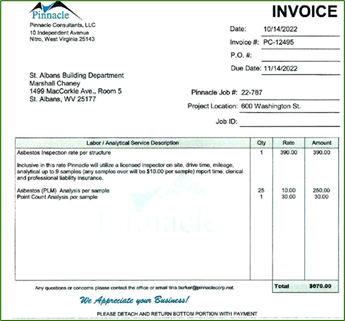 Pinnacle
INVOICE
Pinnacle Consultants, LLC
10 Independent Avenue
Nitro, West Virginia 25143
Date: 10/14/2022
Invoice #: PC-12495
P.O. #:
Due Date: 11/14/2022
St. Albans Building Department
Marshall Chaney
1499 MacCorkle Ave., Room 5
St. Albans, WV 25177
Pinnacle Job #: 22-787
Project Location: 600 Washington St.
Job ID:
Labor / Analytical Service Description Qty Rate Amount
Asbestos Inspection rate per structure 1 390.00 390.00
Inclusive in this rate Pinnacle will utilize a licensed inspector on site, drive time, mileage,
analytical up to 9 samples (any samples over will be $10.00 per sample) report time, clerical
and professional liability insurance.
Asbestos (PLM) Analysis per sample 25 10.00 250.00
Point Count Analysis per sample 1 30.00 30.00
Pinnacle
Total $670.00
Any questions or concerns please contact the office or email tina.burker@pinnaclecorp.net.
We Appreciate your Business!
PLEASE DETACH AND RETURN BOTTOM PORTION WITH PAYMENT